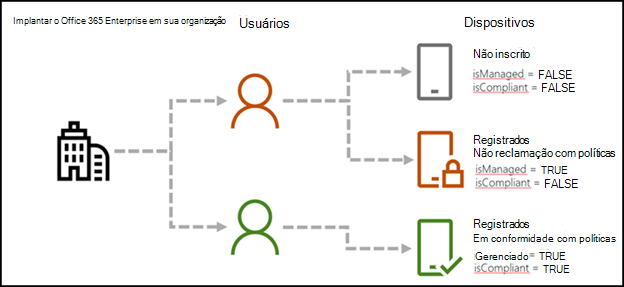 Implantar o Office 365 Enterprise em sua organização
Usuários
Dispositivos
Não inscrito
isManaged = FALSE
isCompliant = FALSE
Registrados
Não reclamação com políticas
isManaged = TRUE
isCompliant = FALSE
Registrados
Em conformidade com políticas
Gerenciado = TRUE
isCompliant = TRUE